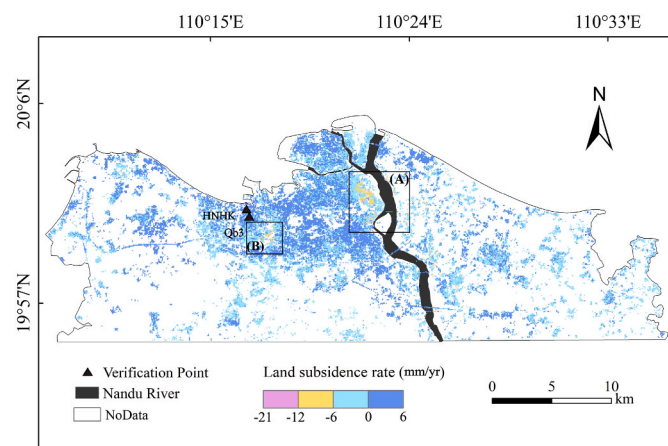 110°15'E 110°24'E 110°33'E
20°6'N
N
(A)
HNHK
Qb3
(B)
19°57'N
Verification Point
Nandu River
NoData
Land subsidence rate (mm/yr)
-21 -12 -6 0 6
0 5 10
km